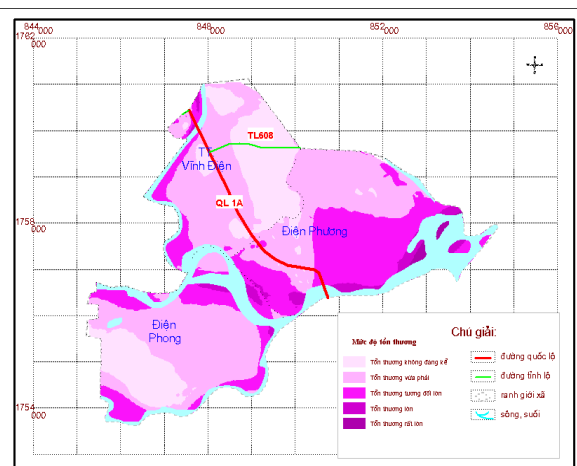 844
000
848
000
852
000
856
000
1762
000
TL608
TT
Vĩnh Điện
QL 1A
1758
000
Điện Phương
Điện
Phong
1754
000
Chú giải:
Mức độ tổn thương
Tổn thương không đáng kể
Tổn thương vừa phải
Tổn thương tương đối lớn
Tổn thương lớn
Tổn thương rất lớn
đường quốc lộ
đường tỉnh lộ
ranh giới xã
sông, suối